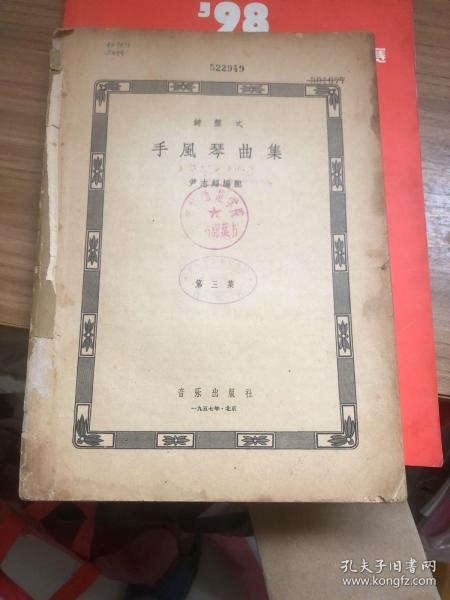 '98
522949
鍵盤式
手風琴曲集
尹志超編配
第三集
音乐出版社
一九五七年·北京
孔夫子旧书网
www.kongfz.com